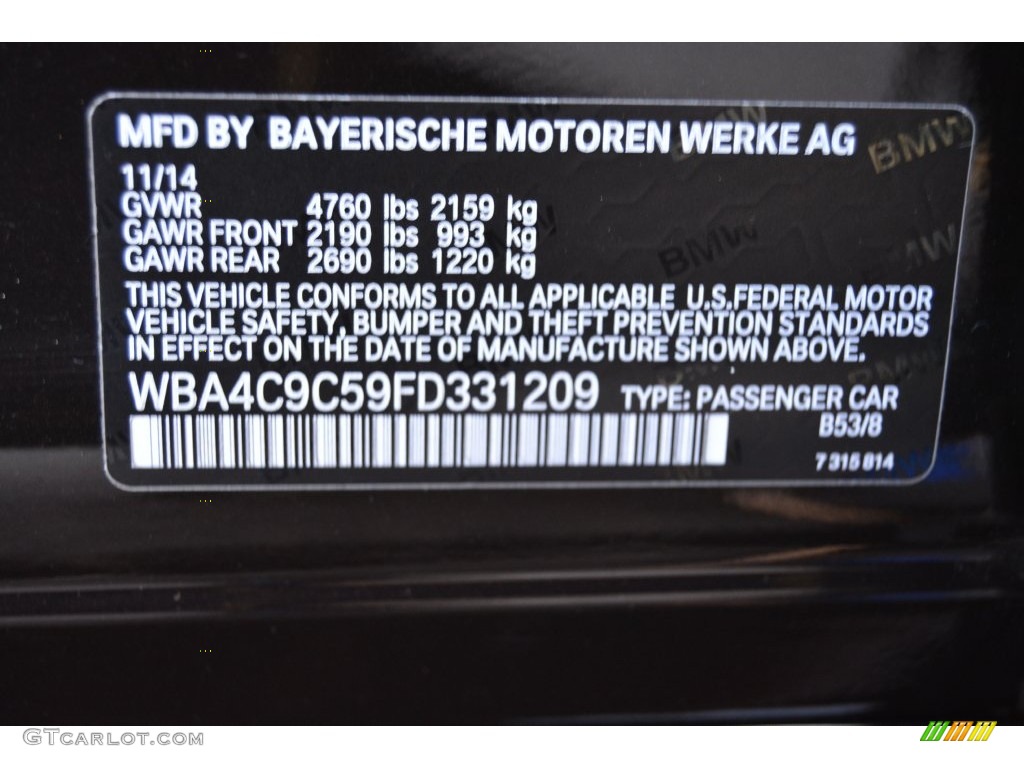 MFD BY BAYERISCHE MOTOREN WERKE AG
11/14
GVWR 4760 lbs 2159 kg
GAWR FRONT 2190 lbs 993 kg
GAWR REAR 2690 lbs 1220 kg
THIS VEHICLE CONFORMS TO ALL APPLICABLE U.S.FEDERAL MOTOR
VEHICLE SAFETY, BUMPER AND THEFT PREVENTION STANDARDS
IN EFFECT ON THE DATE OF MANUFACTURE SHOWN ABOVE.
WBA4C9C59FD331209 TYPE: PASSENGER CAR
B53/8
7 315 814
BMW
BMW
BMW
GTCARLOT.COM